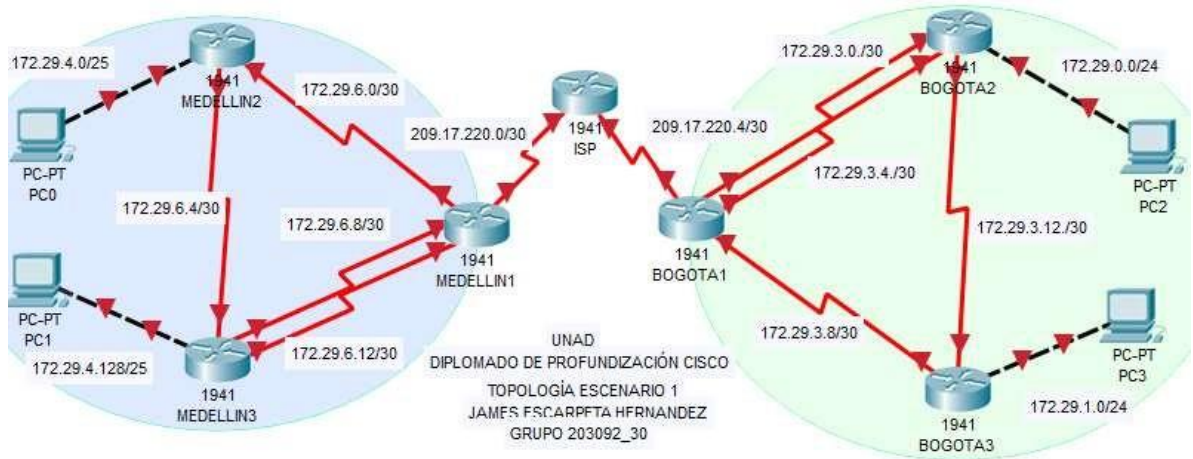 172.29.4.0/25
1941
MEDELLIN2
172.29.6.0/30
PC-PT
PC0
172.29.6.4/30
172.29.6.8/30
PC-PT
PC1
172.29.4.128/25
1941
MEDELLIN3
172.29.6.12/30
1941
MEDELLIN1
209.17.220.0/30
1941
ISP
209.17.220.4/30
1941
BOGOTA1
172.29.3.0./30
172.29.3.4./30
1941
BOGOTA2
172.29.0.0/24
PC-PT
PC2
172.29.3.12./30
172.29.3.8/30
1941
BOGOTA3
PC-PT
PC3
172.29.1.0/24
UNAD
DIPLOMADO DE PROFUNDIZACIÓN CISCO
TOPOLOGÍA ESCENARIO 1
JAMES ESCARPETA HERNANDEZ
GRUPO 203092_30